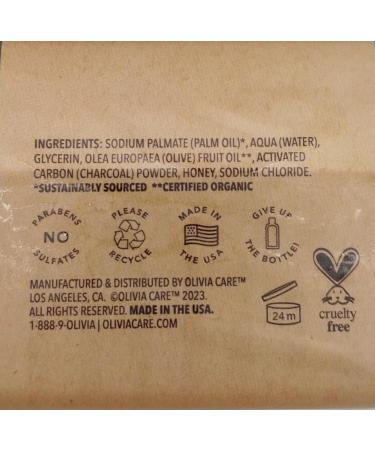 INGREDIENTS: SODIUM PALMATE (PALM OIL)*, AQUA (WATER),
GLYCERIN, OLEA EUROPAEA (OLIVE) FRUIT OIL**, ACTIVATED
CARBON (CHARCOAL) POWDER, HONEY, SODIUM CHLORIDE.
*SUSTAINABLY SOURCED **CERTIFIED ORGANIC
PARABENS
NO
SULFATES
PLEASE
RECYCLE
MADE IN
THE USA
GIVE UP
THE BOTTLE!
MANUFACTURED & DISTRIBUTED BY OLIVIA CARE™
LOS ANGELES, CA. ©OLIVIA CARE™ 2023.
ALL RIGHTS RESERVED. MADE IN THE USA.
1-888-9-OLIVIA | OLIVIACARE.COM
24 m
cruelty
free